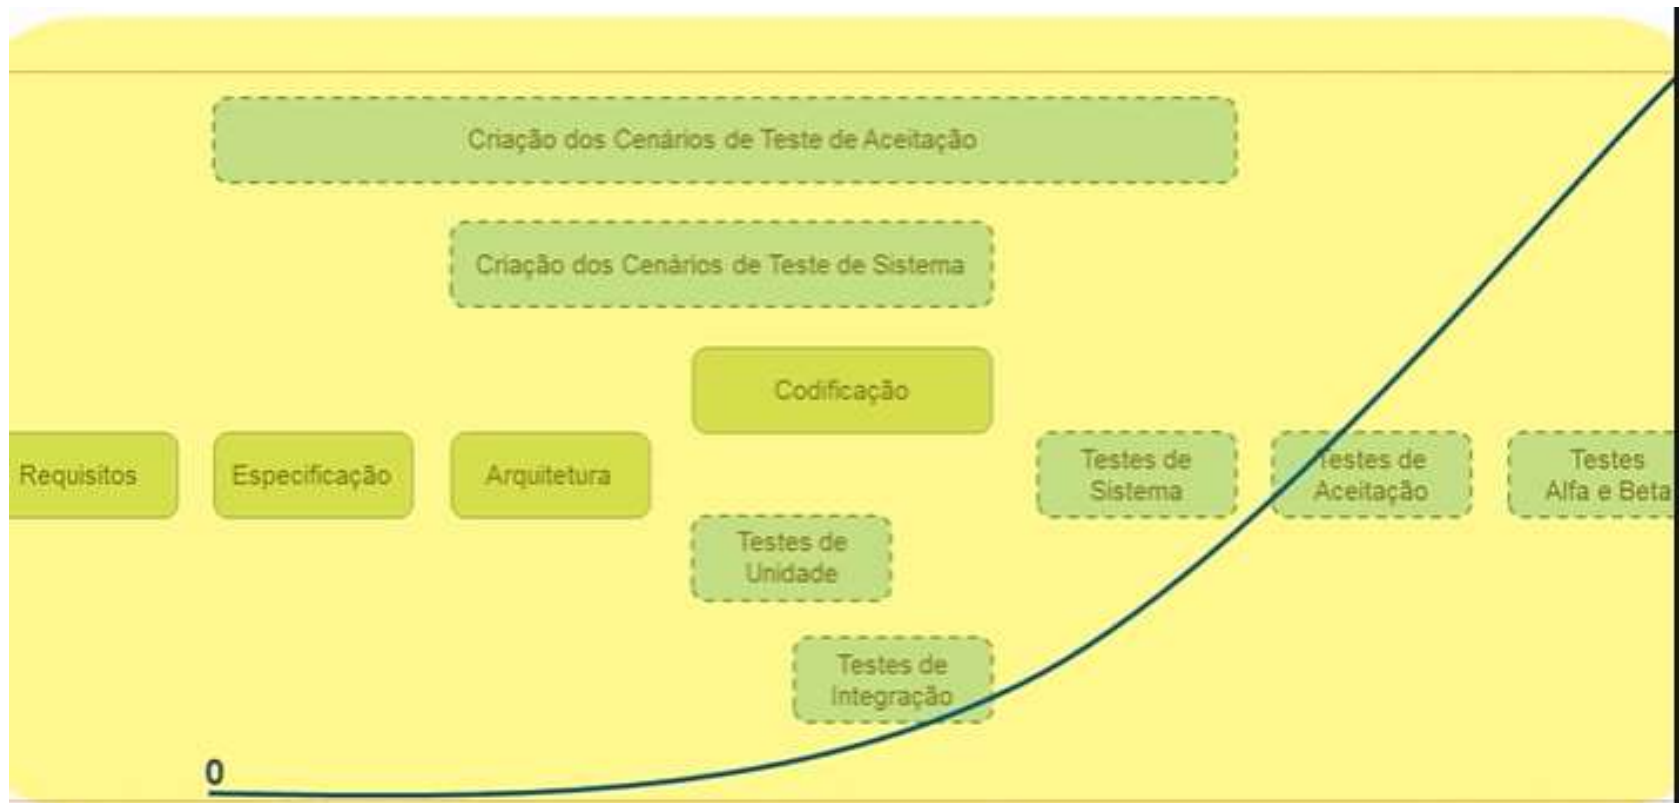 Criação dos Cenários de Teste de Aceitação
Criação dos Cenários de Teste de Sistema
Codificação
Requisitos
Especificação
Arquitetura
Testes de
Sistema
Testes de
Aceitação
Testes
Alfa e Beta
Testes de
Unidade
Testes de
Integração
0